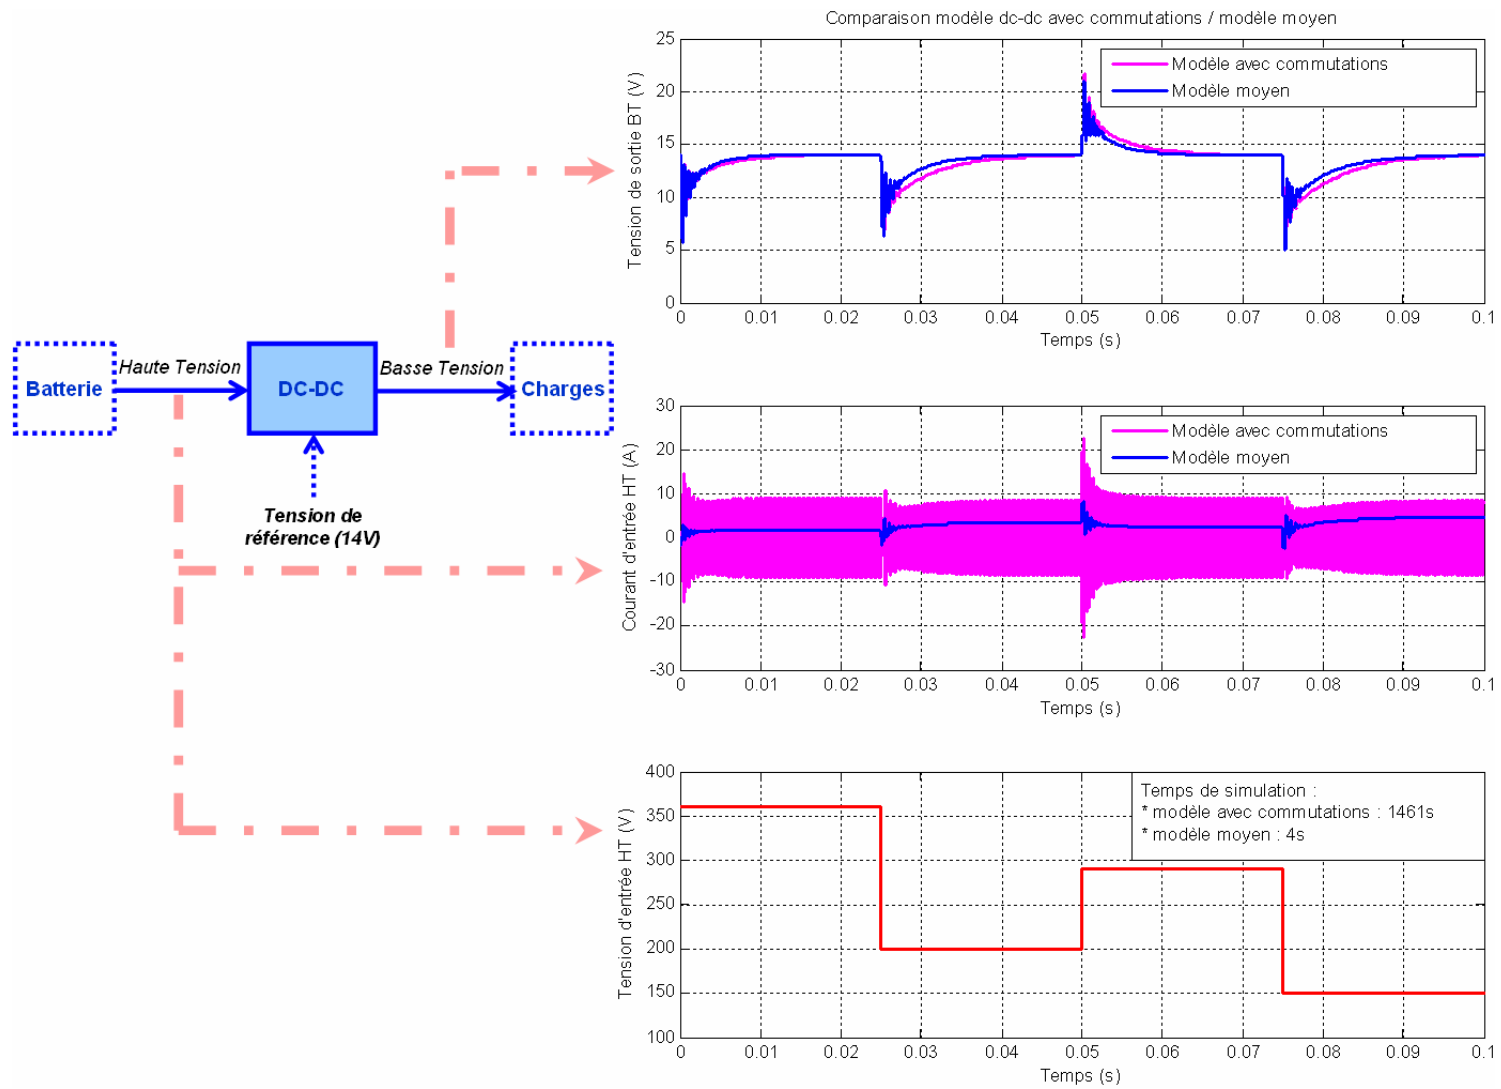 Comparaison modèle dc-dc avec commutations / modèle moyen
25
20
15
10
5
0
Tension de sortie BT (V)
Modèle avec commutations
Modèle moyen
0 0.01 0.02 0.03 0.04 0.05 0.06 0.07 0.08 0.09 0.1
Temps (s)
Batterie
Haute Tension
DC-DC
Basse Tension
Charges
Tension de
référence (14V)
30
20
10
0
-10
-20
-30
Courant d'entrée HT (A)
Modèle avec commutations
Modèle moyen
0 0.01 0.02 0.03 0.04 0.05 0.06 0.07 0.08 0.09 0.1
Temps (s)
400
350
300
250
200
150
100
Tension d'entrée HT (V)
Temps de simulation :
* modèle avec commutations : 1461s
* modèle moyen : 4s
0 0.01 0.02 0.03 0.04 0.05 0.06 0.07 0.08 0.09 0.1
Temps (s)